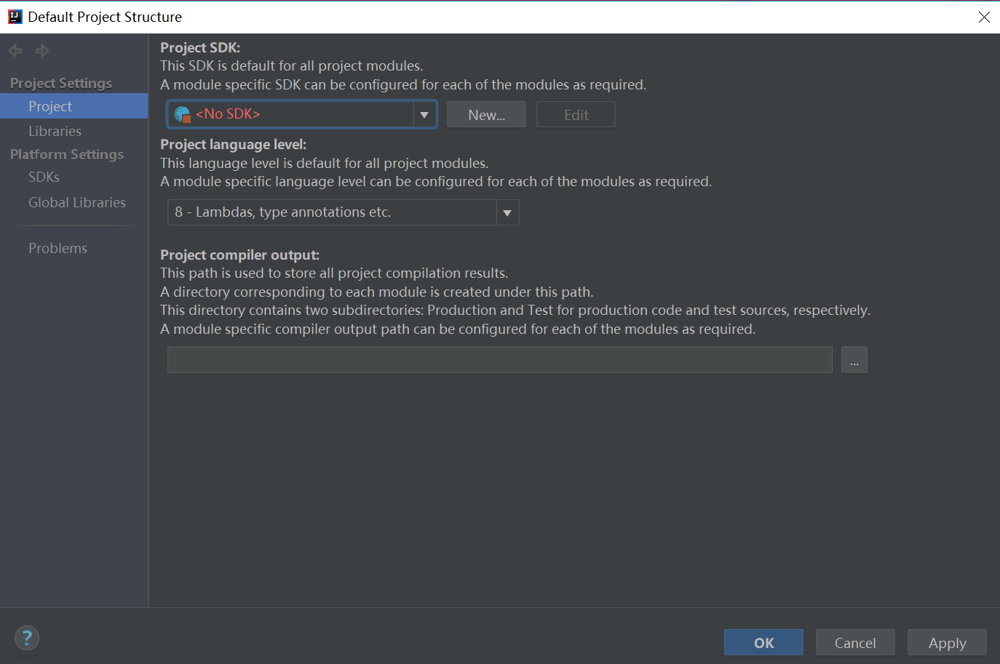 Default Project Structure
Project Settings
Project
Libraries
Platform Settings
SDKs
Global Libraries
Problems
Project SDK:
This SDK is default for all project modules.
A module specific SDK can be configured for each of the modules as required.
<No SDK>
New...
Edit
Project language level:
This language level is default for all project modules.
A module specific language level can be configured for each of the modules as required.
8 - Lambdas, type annotations etc.
Project compiler output:
This path is used to store all project compilation results.
A directory corresponding to each module is created under this path.
This directory contains two subdirectories: Production and Test for production code and test sources, respectively.
A module specific compiler output path can be configured for each of the modules as required.
...
?
OK
Cancel
Apply